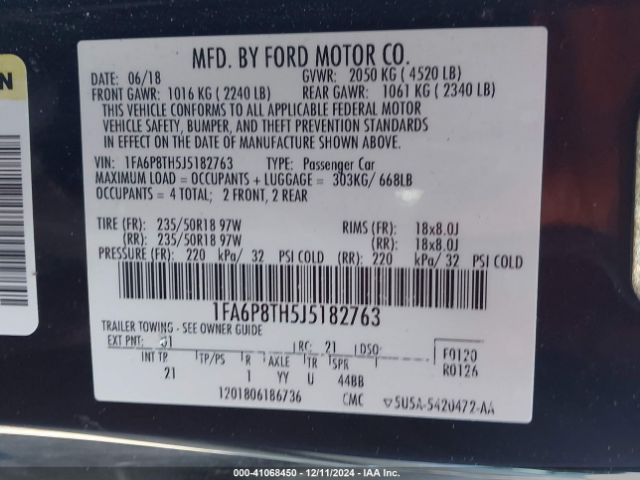 MFD. BY FORD MOTOR CO.
DATE: 06/18 GVWR: 2050 KG ( 4520 LB)
FRONT GAWR: 1016 KG ( 2240 LB) REAR GAWR: 1061 KG ( 2340 LB)
THIS VEHICLE CONFORMS TO ALL APPLICABLE FEDERAL MOTOR
VEHICLE SAFETY, BUMPER, AND THEFT PREVENTION STANDARDS
IN EFFECT ON THE DATE OF MANUFACTURE SHOWN ABOVE.
VIN: 1FA6P8TH5J5182763 TYPE: Passenger Car
MAXIMUM LOAD = OCCUPANTS + LUGGAGE = 303KG/ 668LB
OCCUPANTS = 4 TOTAL; 2 FRONT, 2 REAR
TIRE (FR): 235/50R18 97W RIMS (FR): 18x8.0J
(RR): 235/50R18 97W (RR): 18x8.0J
PRESSURE (FR): 220 kPa/ 32 PSI COLD (RR): 220 kPa/ 32 PSI COLD
1FA6P8TH5J5182763
TRAILER TOWING - SEE OWNER GUIDE
EXT PNT: RC: 21 DSO: F0120
INT TR TP/PS R AXLE TR SPR R0126
21 1 YY U 44BB
1201806186736 CMC 5U5A-5420472-AA
000-41068450 - 12/11/2024 - IAAI.COM